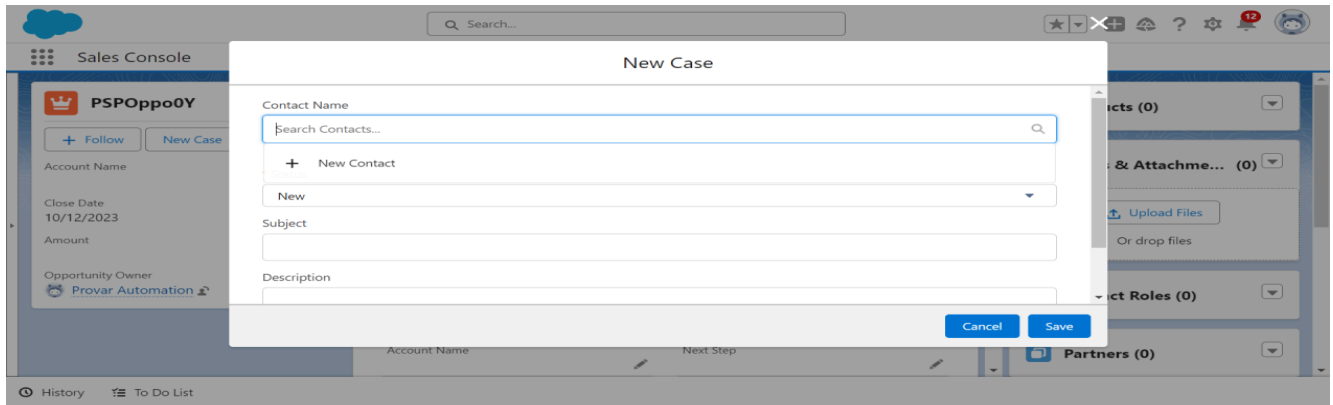 Search...
12
Sales Console
New Case
PSPOppo0Y
Follow
New Case
Account Name
Close Date
10/12/2023
Amount
Opportunity Owner
Provar Automation
Contact Name
Search Contacts...
New Contact
New
Subject
Description
Cancel
Save
Account Name
Next Step
cts (0)
& Attachme... (0)
Upload Files
Or drop files
ct Roles (0)
Partners (0)
History
To Do List